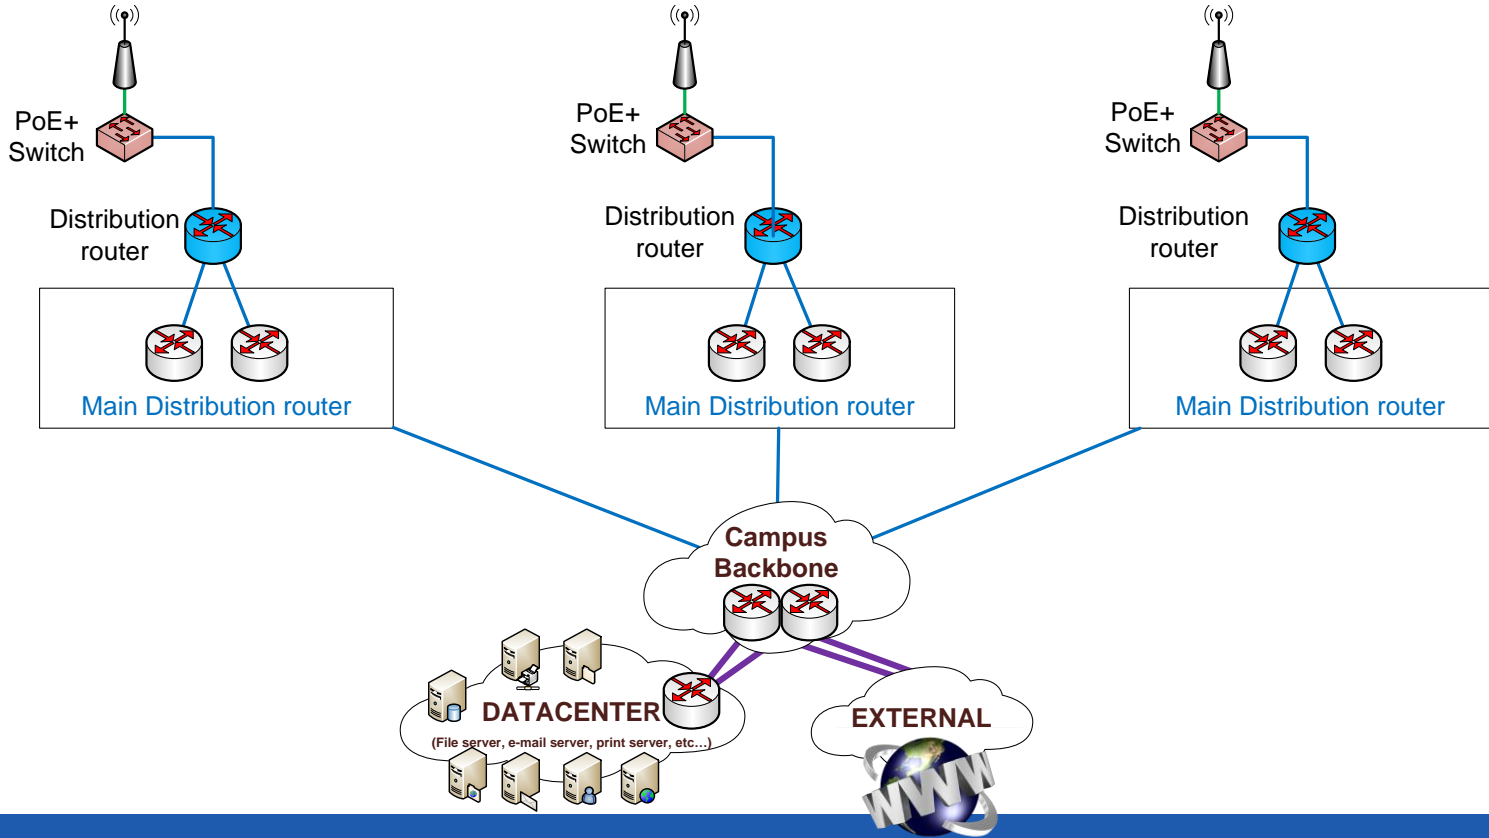 PoE+
Switch
PoE+
Switch
PoE+
Switch
Distribution
router
Distribution
router
Distribution
router
Main Distribution router
Main Distribution router
Main Distribution router
Campus
Backbone
DATACENTER
(File server, e-mail server, print server, etc…)
EXTERNAL
WWW